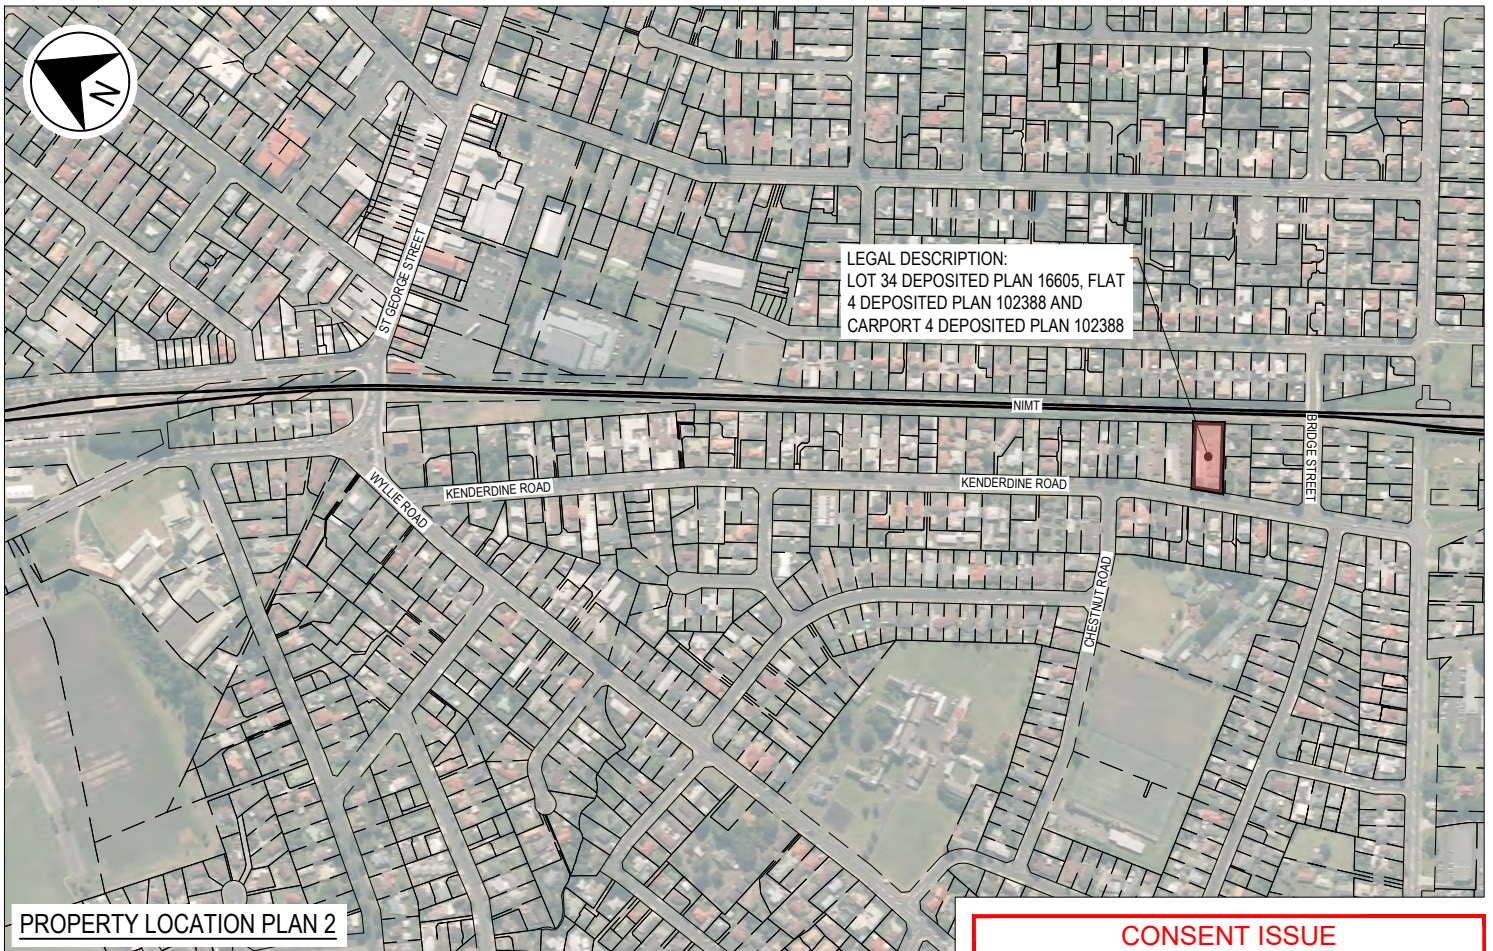 N
ST GEORGE STREET
LEGAL DESCRIPTION:
LOT 34 DEPOSITED PLAN 16605, FLAT
4 DEPOSITED PLAN 102388 AND
CARPORT 4 DEPOSITED PLAN 102388
NIMT
BRIDGE STREET
WYLLIE ROAD
KENDERDINE ROAD
KENDERDINE ROAD
CHESTNUT ROAD
PROPERTY LOCATION PLAN 2
CONSENT ISSUE